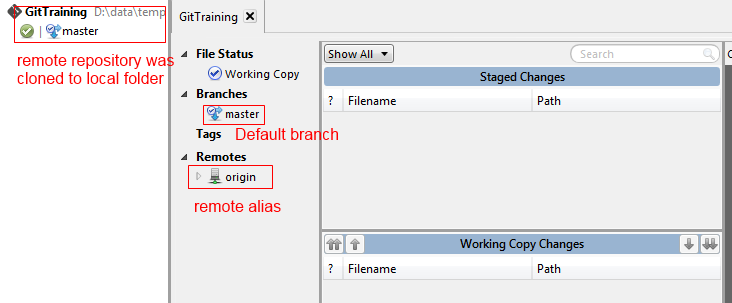 GitTraining D:\data\temp
master
remote repository was
cloned to local folder
GitTraining
File Status
Working Copy
Branches
master
Tags Default branch
Remotes
origin
remote alias
Show All
Search
Staged Changes
? Filename Path
Working Copy Changes
? Filename Path